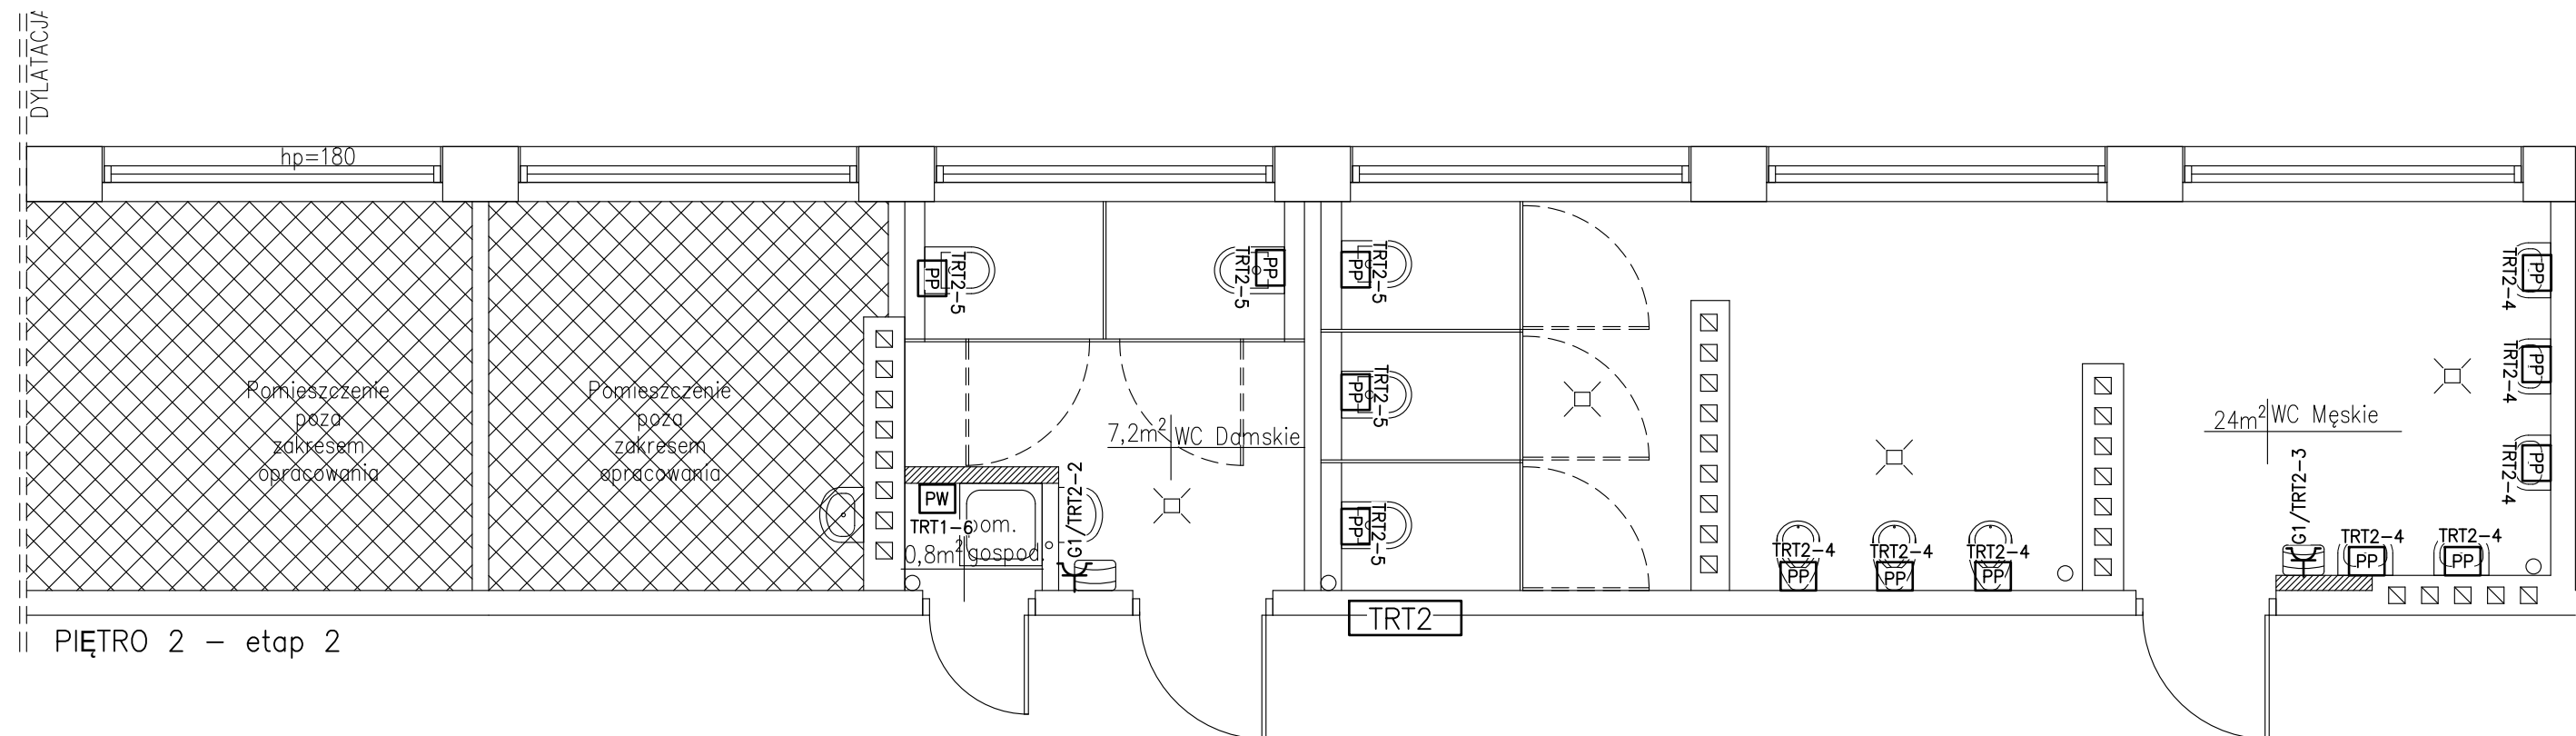 DYLATACJA
hp=180
Pomieszczenie
poza
zakresem
opracowania
Pomieszczenie
poza
zakresem
opracowania
PP
TRT2-5
PP
TRT2-5
7,2m² WC Damskie
PW
TRT1-6
pom.
0,8m² gospod.
G1/TRT2-2
PP
TRT2-5
PP
TRT2-5
PP
TRT2-5
TRT2-4
PP
TRT2-4
PP
TRT2-4
PP
24m² WC Męskie
G1/TRT2-3
TRT2-4
PP
TRT2-4
PP
PP
TRT2-4
PP
TRT2-4
PP
TRT2-4
TRT2
PIĘTRO 2 - etap 2